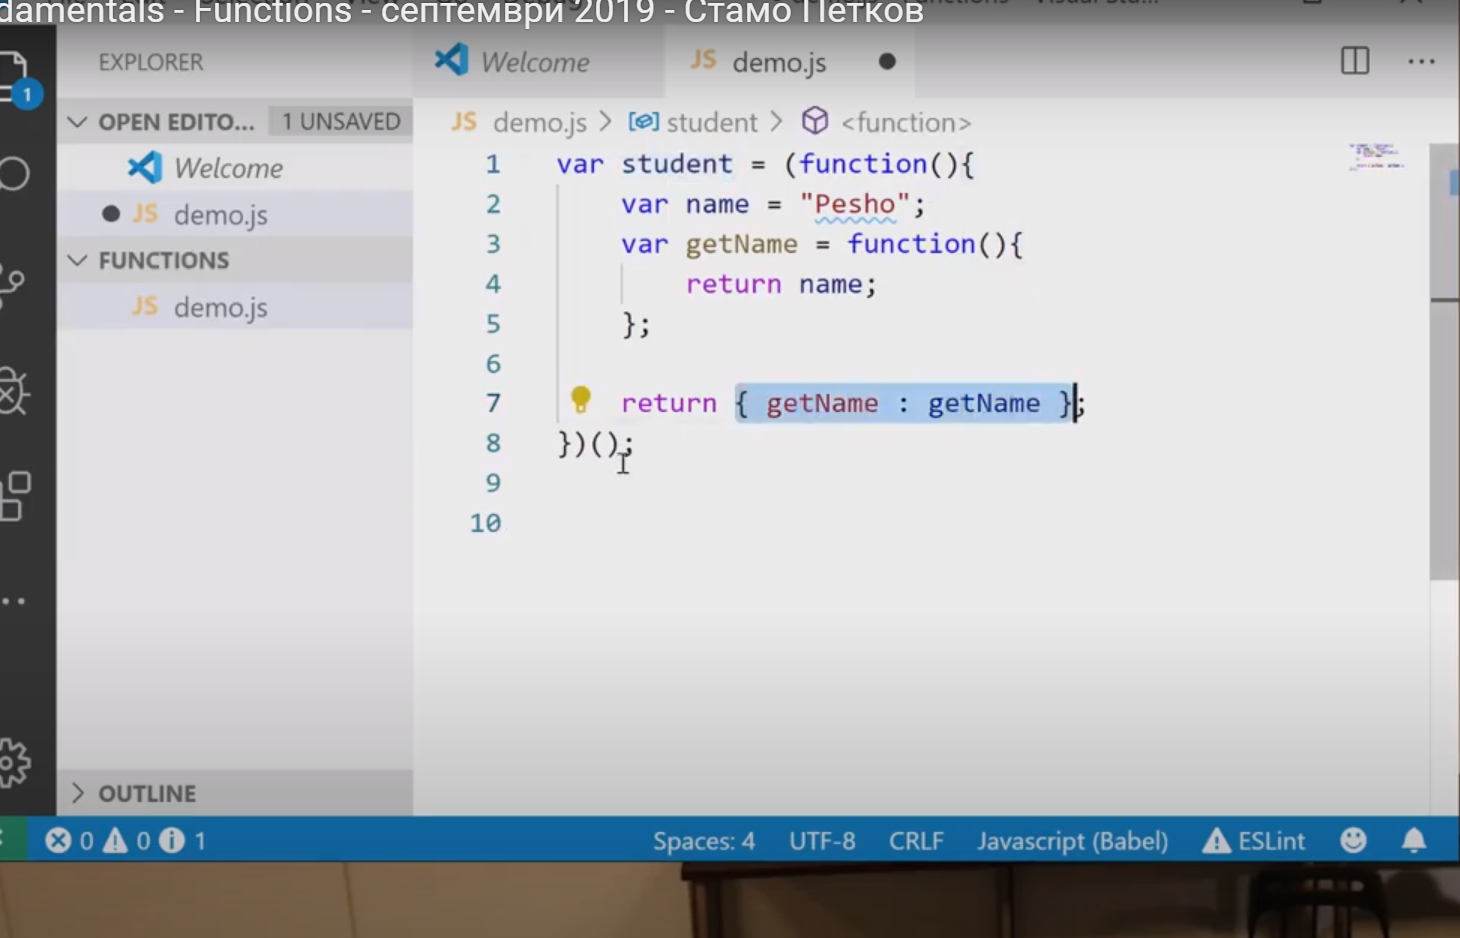 damentals - Functions - септември 2019 - Стамо Петков
EXPLORER
Welcome
JS demo.js
1
OPEN EDITO... 1 UNSAVED
Welcome
JS demo.js
FUNCTIONS
JS demo.js
OUTLINE
JS demo.js > student > <function>
1 var student = (function(){
2 var name = "Pesho";
3 var getName = function(){
4 return name;
5 };
6
7 return { getName : getName };
8 })();
9
10
0 0 1 Spaces: 4 UTF-8 CRLF Javascript (Babel) ESLint